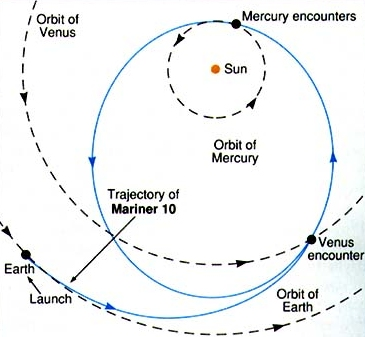 Orbit of
Venus
Mercury encounters
Sun
Orbit of
Mercury
Trajectory of
Mariner 10
Venus
encounter
Earth
Launch
Orbit of
Earth